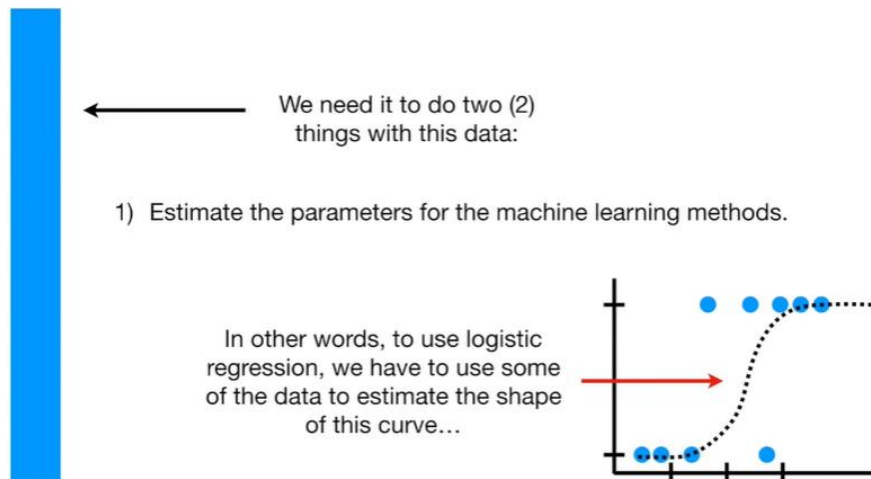 We need it to do two (2)
things with this data:
1) Estimate the parameters for the machine learning methods.
In other words, to use logistic
regression, we have to use some
of the data to estimate the shape
of this curve…